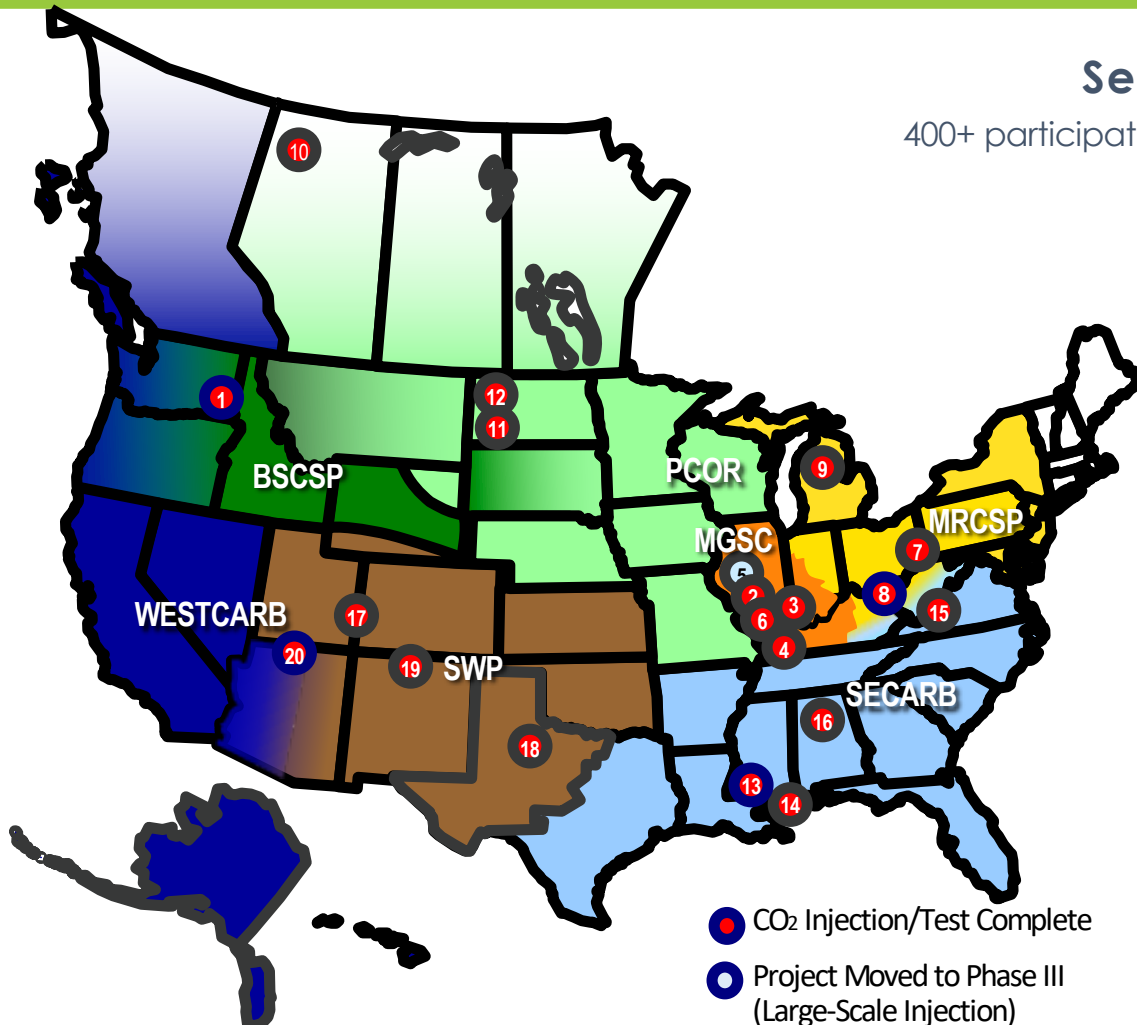 Se
400+ participat
10
12
1
11
BSCSP
PCOR
9
MGSC
MRCSP
7
5
2
3
8
6
15
WESTCARB
17
4
20
19
SWP
SECARB
16
18
13
14
CO2 Injection/Test Complete
Project Moved to Phase III
(Large-Scale Injection)